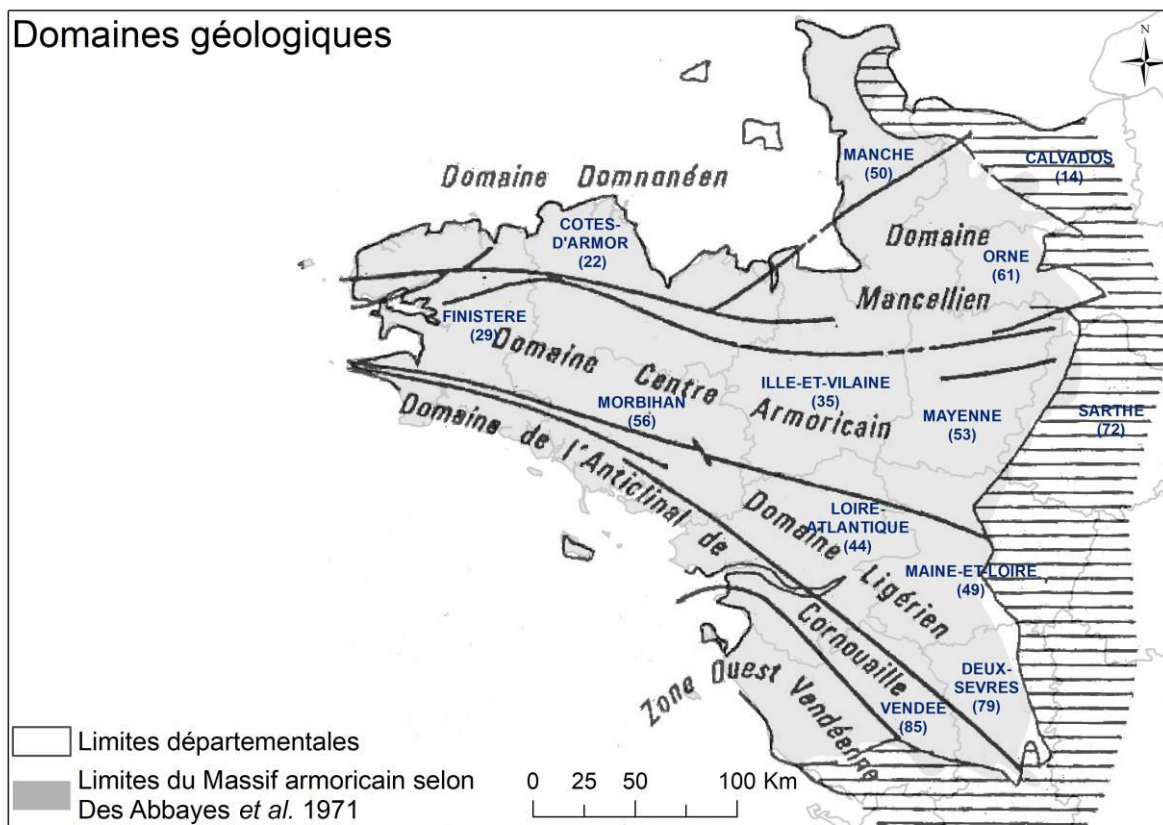 Domaines géologiques
N
MANCHE
(50)
CALVADOS
(14)
Domaine Domnonéen
COTES-
D'ARMOR
(22)
Domaine
Mancellien
ORNE
(61)
FINISTERE
(29)
Domaine Centre
Armoricain
ILLE-ET-VILAINE
(35)
MORBIHAN
(56)
MAYENNE
(53)
SARTHE
(72)
Domaine de l'Anticlinal de
Cornouaille
Domaine Ligérien
LOIRE-
ATLANTIQUE
(44)
MAINE-ET-LOIRE
(49)
DEUX-
SEVRES
(79)
VENDEE
(85)
Zone Ouest Vendéenne
Limites départementales
Limites du Massif armoricain selon
Des Abbayes et al. 1971
0 25 50 100 Km